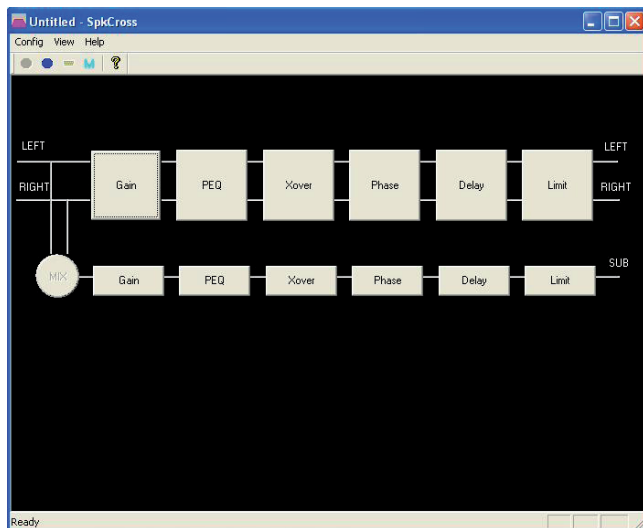 Untitled - SpkCross
Config View Help
M ?
LEFT LEFT
Gain PEQ Xover Phase Delay Limit
RIGHT RIGHT
SUB
MIX Gain PEQ Xover Phase Delay Limit
Ready